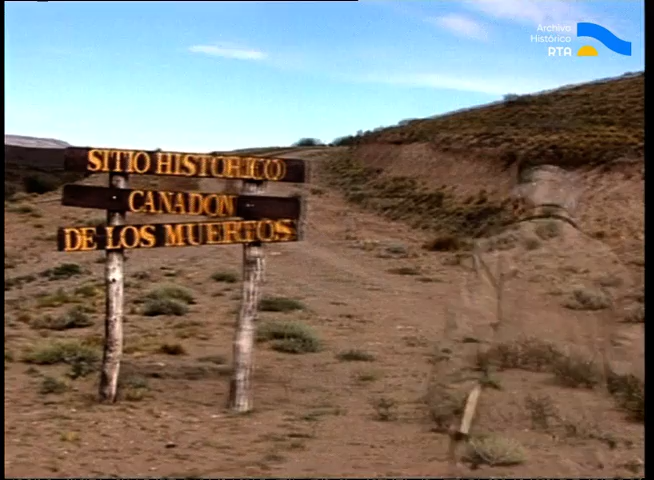 Archivo
Histórico
RTA
SITIO HISTORICO
CAÑADON
DE LOS MUERTOS